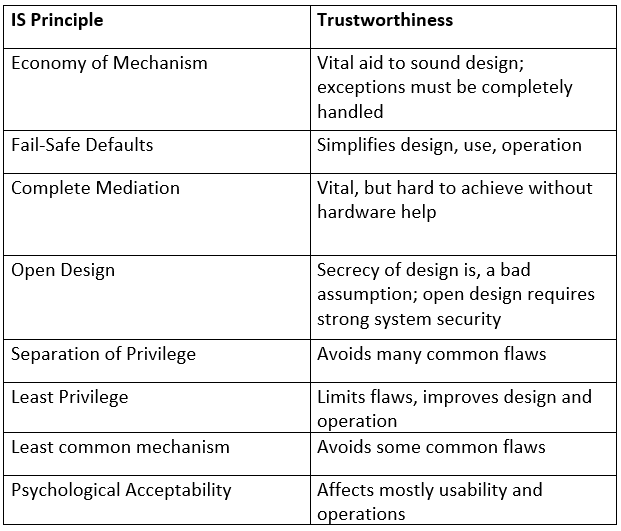 IS Principle Trustworthiness
Economy of Mechanism Vital aid to sound design;
exceptions must be completely
handled
Fail-Safe Defaults Simplifies design, use, operation
Complete Mediation Vital, but hard to achieve without
hardware help
Open Design Secrecy of design is, a bad
assumption; open design requires
strong system security
Separation of Privilege Avoids many common flaws
Least Privilege Limits flaws, improves design and
operation
Least common mechanism Avoids some common flaws
Psychological Acceptability Affects mostly usability and
operations